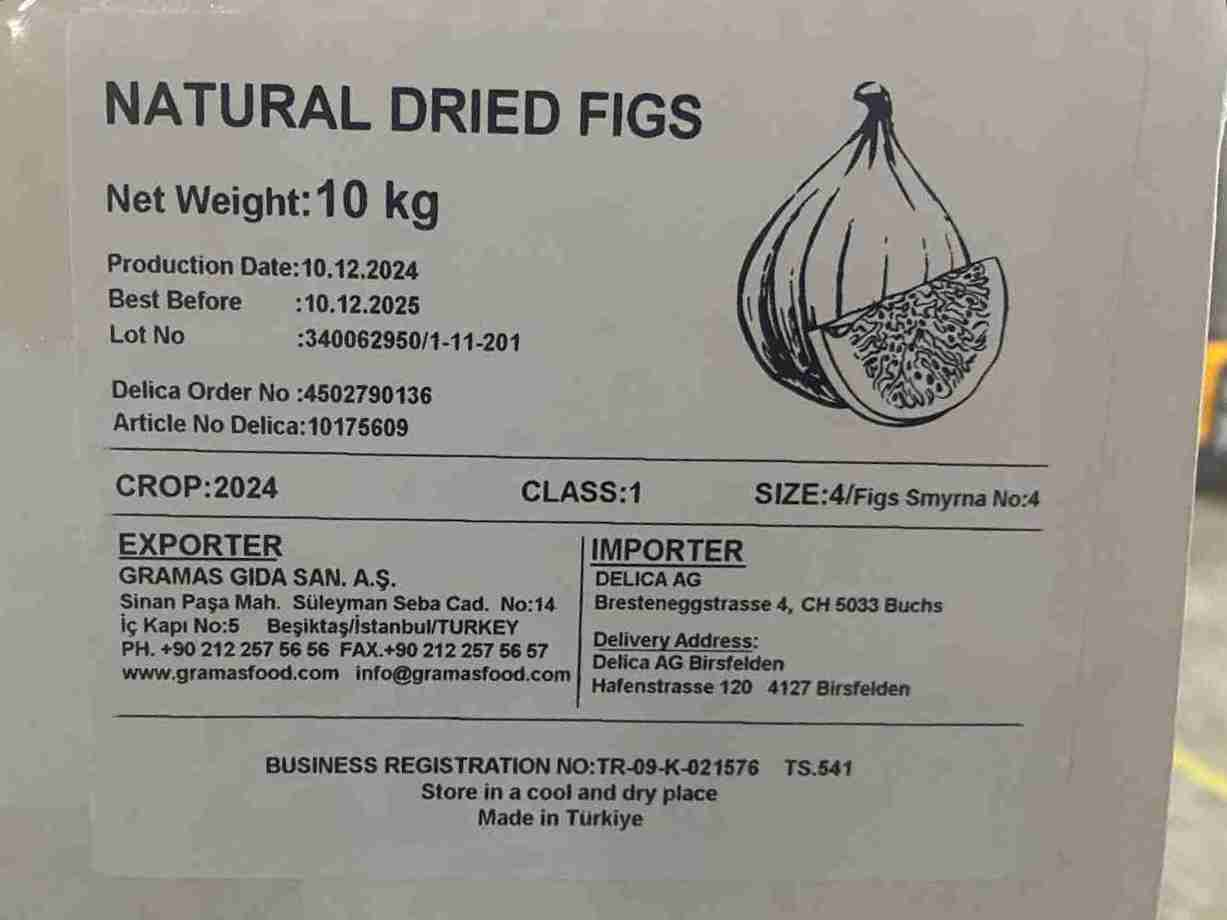 NATURAL DRIED FIGS
Net Weight:10 kg
Production Date:10.12.2024
Best Before :10.12.2025
Lot No :340062950/1-11-201
Delica Order No :4502790136
Article No Delica:10175609
CROP:2024 CLASS:1 SIZE:4/Figs Smyrna No:4
EXPORTER
GRAMAS GIDA SAN. A.Ş.
Sinan Paşa Mah. Süleyman Seba Cad. No:14
İç Kapı No:5 Beşiktaş/İstanbul/TURKEY
PH. +90 212 257 56 56 FAX.+90 212 257 56 57
www.gramasfood.com info@gramasfood.com
IMPORTER
DELICA AG
Bresteneggstrasse 4, CH 5033 Buchs
Delivery Address:
Delica AG Birsfelden
Hafenstrasse 120 4127 Birsfelden
BUSINESS REGISTRATION NO:TR-09-K-021576 TS.541
Store in a cool and dry place
Made in Türkiye